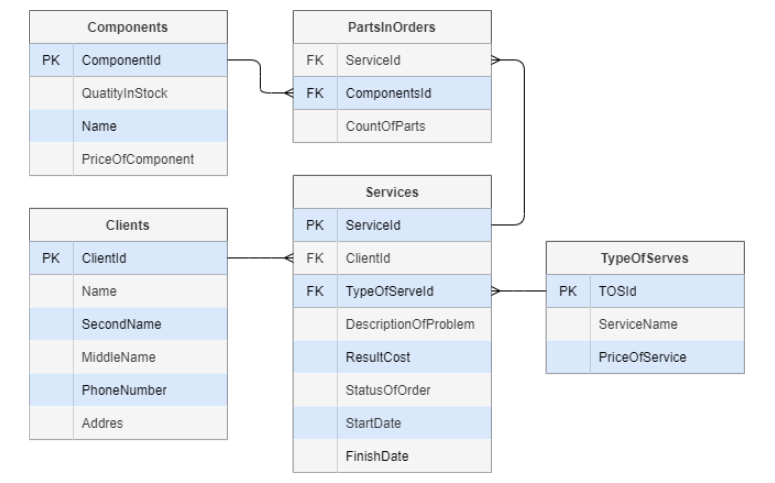 Components
PK ComponentId
QuatityInStock
Name
PriceOfComponent
PartsInOrders
FK ServiceId
FK ComponentsId
CountOfParts
Clients
PK ClientId
Name
SecondName
MiddleName
PhoneNumber
Addres
Services
PK ServiceId
FK ClientId
FK TypeOfServeId
DescriptionOfProblem
ResultCost
StatusOfOrder
StartDate
FinishDate
TypeOfServes
PK TOSId
ServiceName
PriceOfService